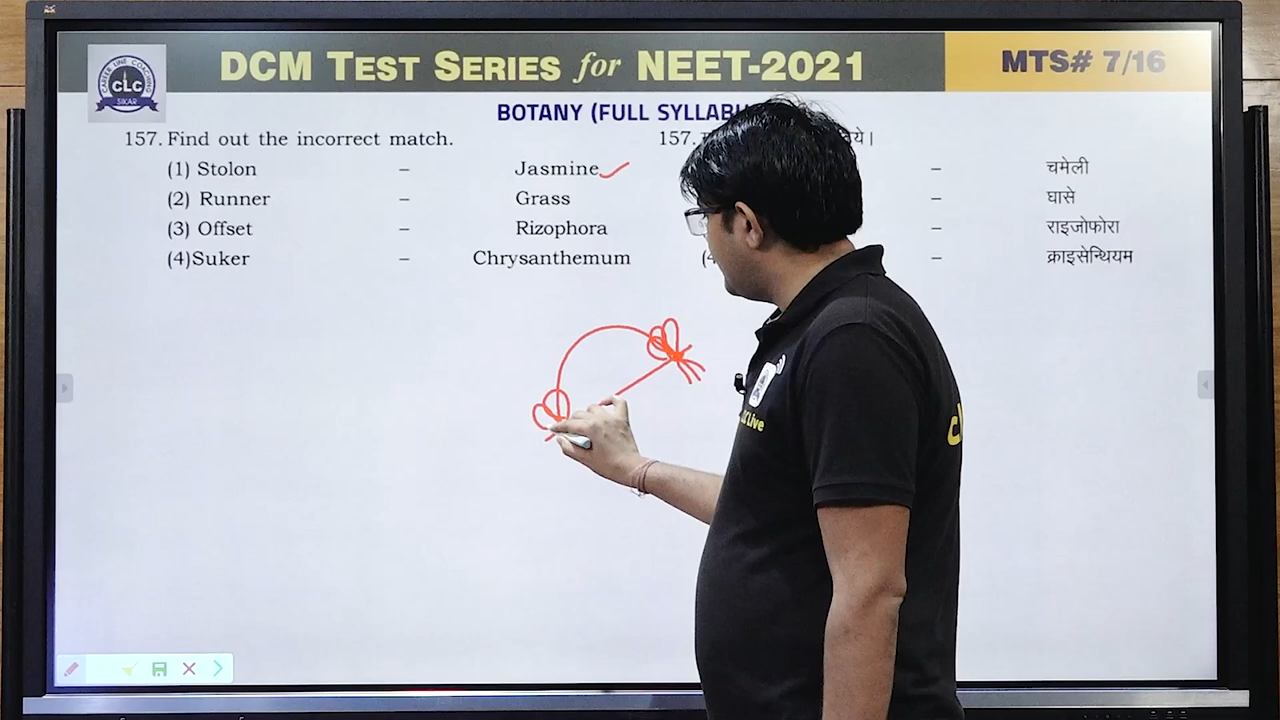 DCM TEST SERIES for NEET-2021
MTS# 7/16
CAREER LINE COACHING
CLC
SIKAR
BOTANY (FULL SYLLABU
157. Find out the incorrect match.
(1) Stolon – Jasmine
(2) Runner – Grass
(3) Offset – Rizophora
(4)Suker – Chrysanthemum
157.
– चमेली
– घासे
– राइजोफोरा
(4 – क्राइसेन्थियम